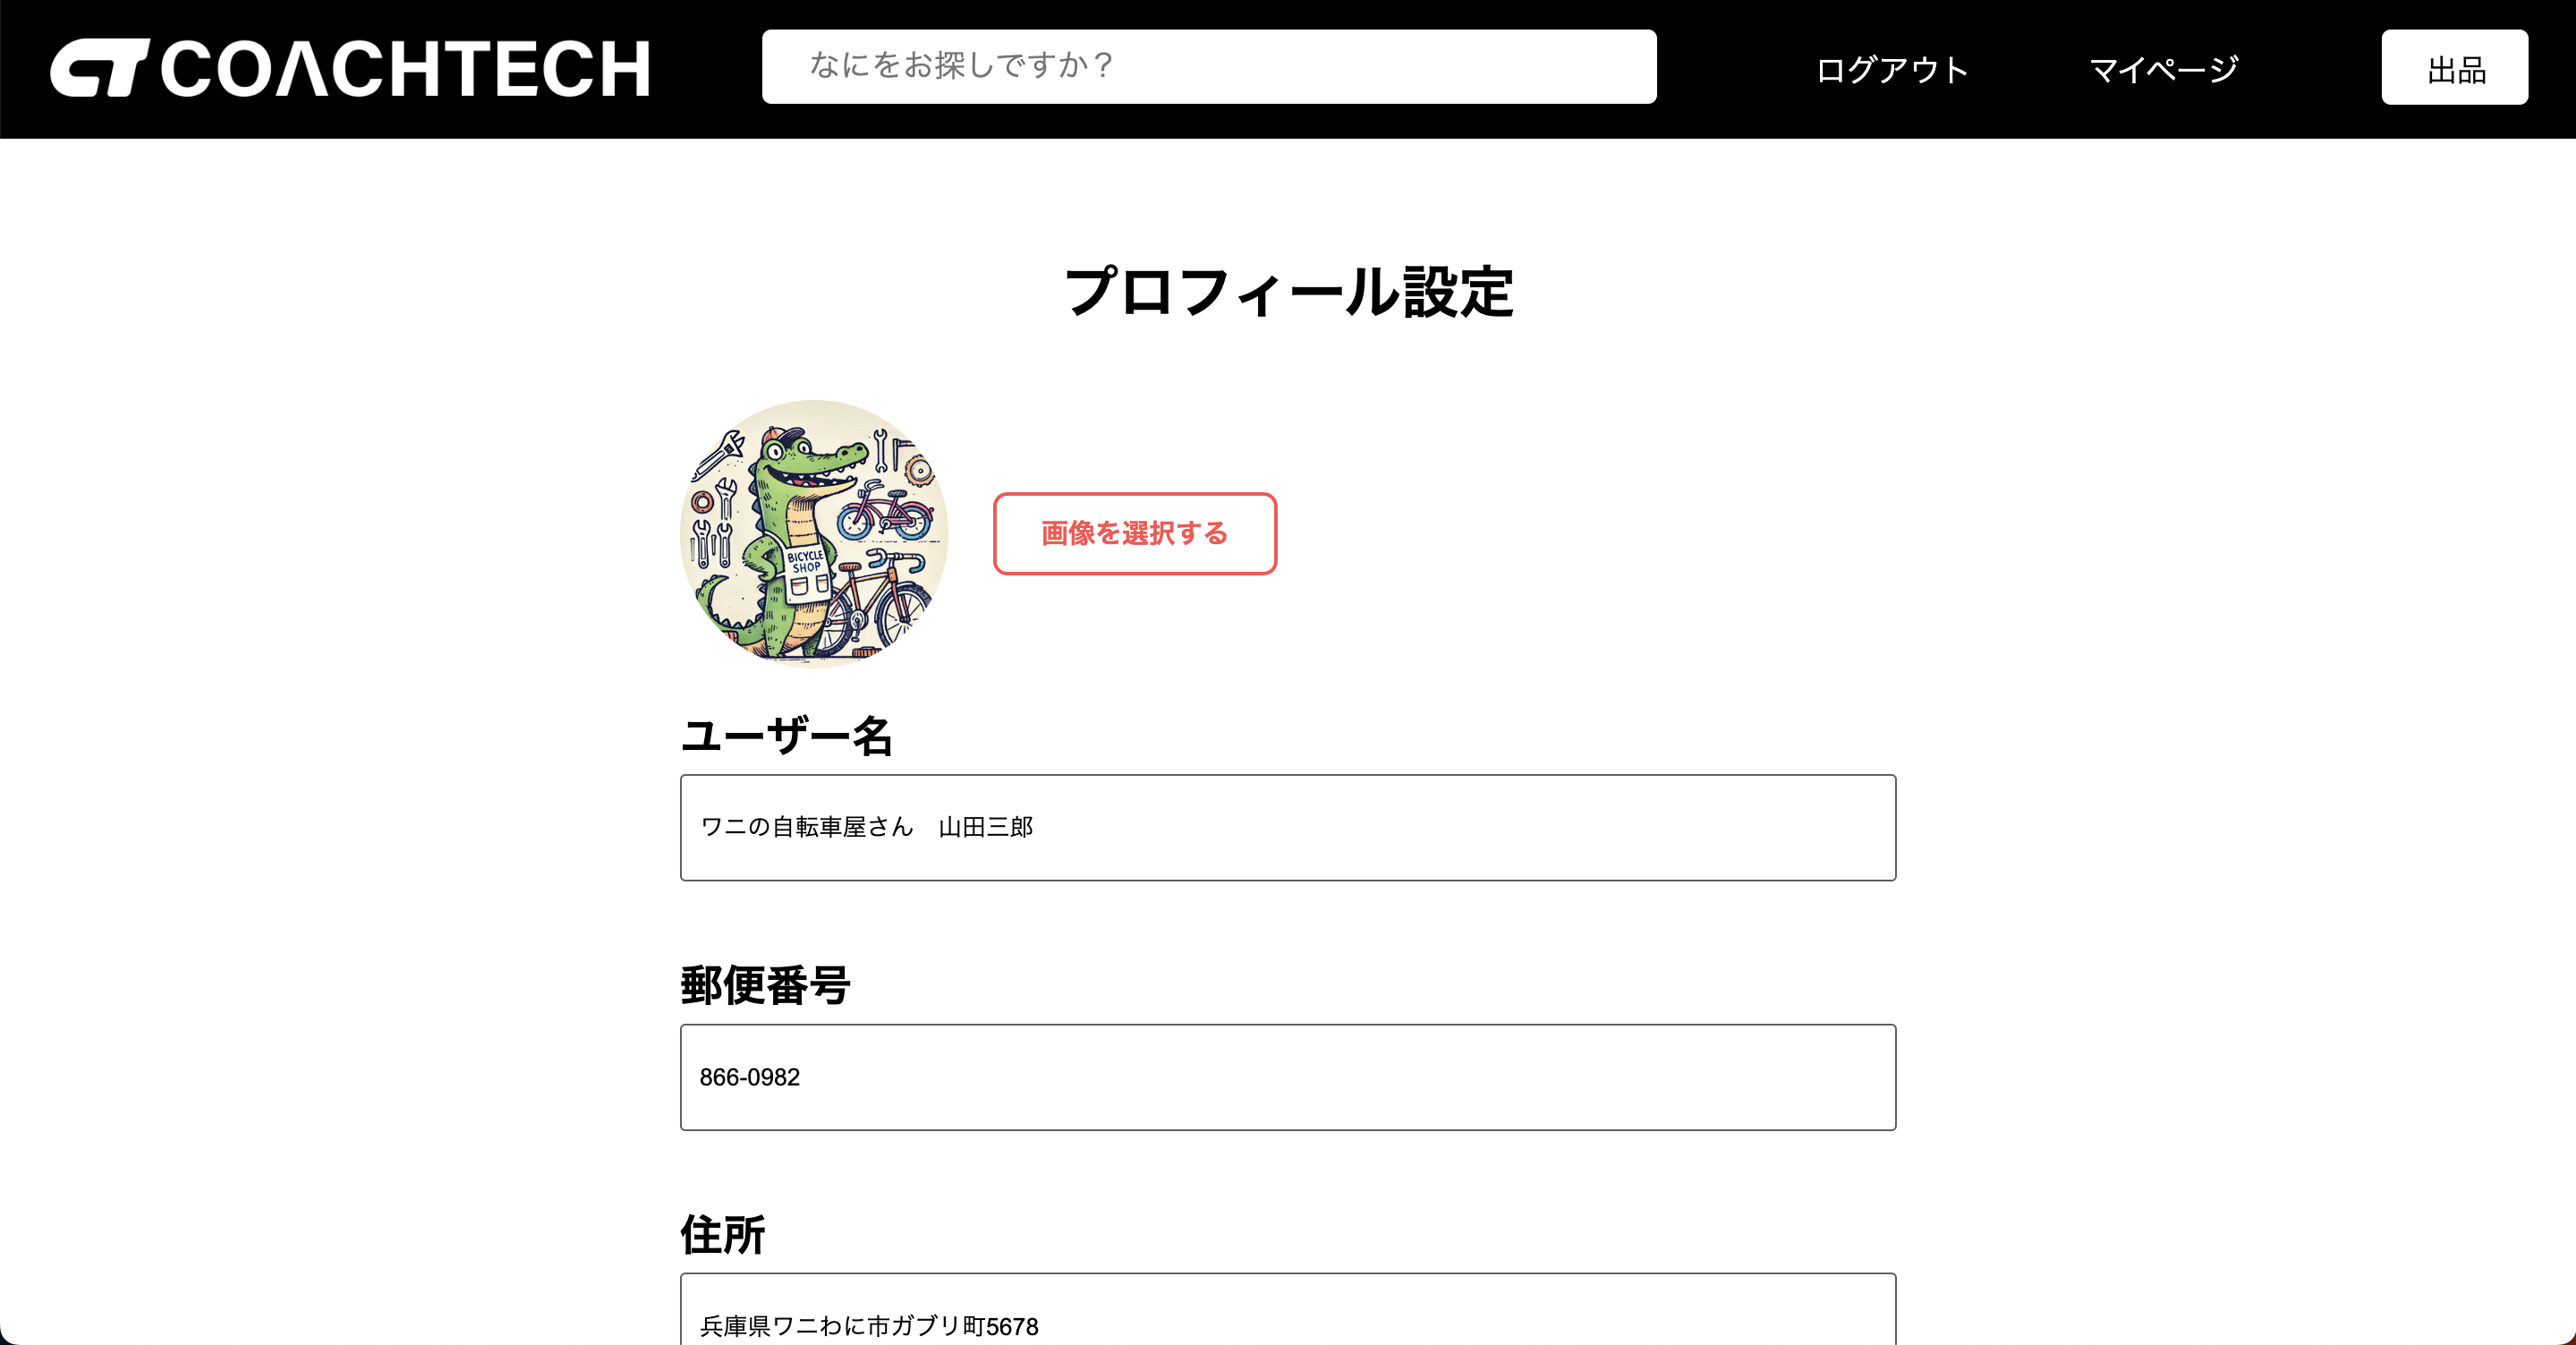 COACHTECH
なにをお探しですか？
ログアウト
マイページ
出品
プロフィール設定
BICYCLE
SHOP
画像を選択する
ユーザー名
ワニの自転車屋さん　山田三郎
郵便番号
866-0982
住所
兵庫県ワニわに市ガブリ町5678